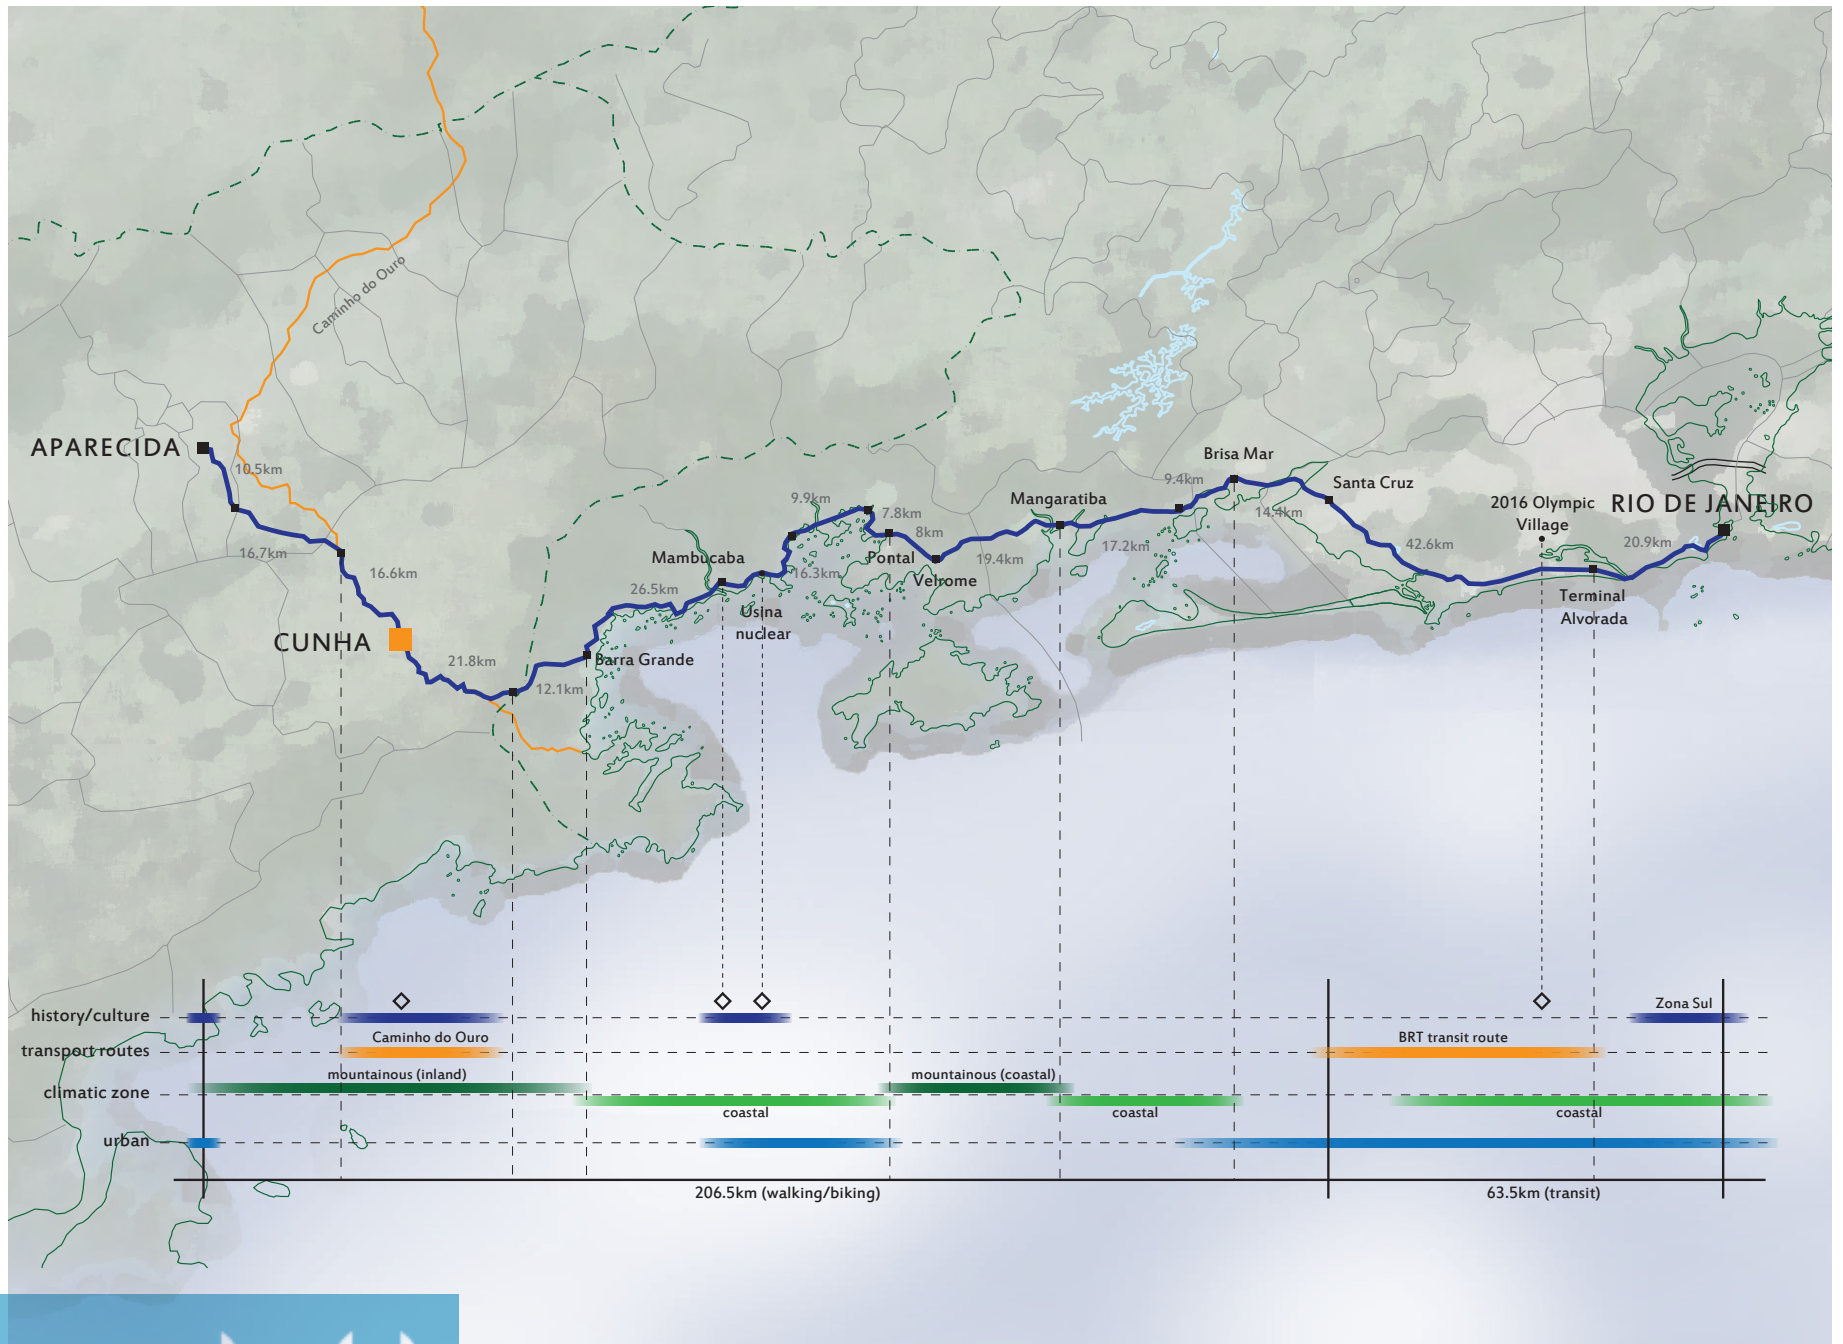 Caminho do Ouro
APARECIDA
10.5km
16.7km
16.6km
CUNHA
21.8km
12.1km
Barra Grande
26.5km
Mambucaba
Usina
nuclear
16.3km
9.9km
7.8km
Pontal
8km
Velrome
19.4km
Mangaratiba
17.2km
9.4km
Brisa Mar
14.4km
Santa Cruz
42.6km
2016 Olympic
Village
Terminal
Alvorada
20.9km
RIO DE JANEIRO
history/culture
Zona Sul
transport routes
Caminho do Ouro
BRT transit route
climatic zone
mountainous (inland)
coastal
mountainous (coastal)
coastal
coastal
urban
206.5km (walking/biking)
63.5km (transit)